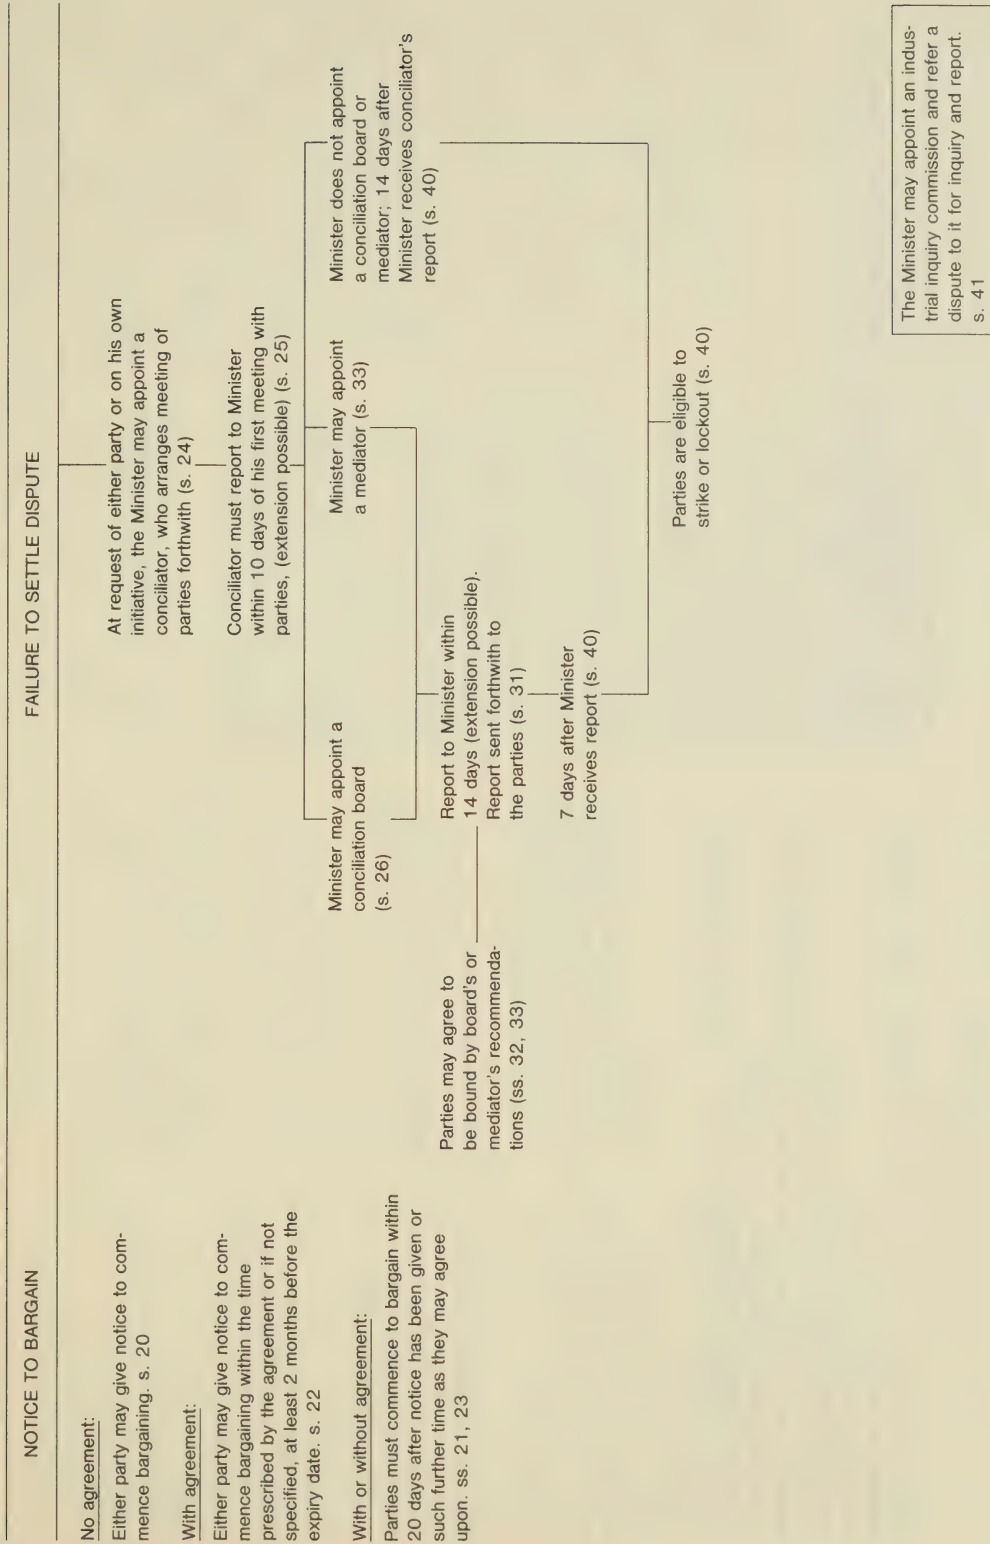 NOTICE TO BARGAIN
No agreement:
Either party may give notice to com-
mence bargaining. s. 20
With agreement:
Either party may give notice to com-
mence bargaining within the time
prescribed by the agreement or if not
specified, at least 2 months before the
expiry date. s. 22
With or without agreement:
Parties must commence to bargain within
20 days after notice has been given or
such further time as they may agree
upon. ss. 21, 23
FAILURE TO SETTLE DISPUTE
At request of either party or on his own
initiative, the Minister may appoint a
conciliator, who arranges meeting of
parties forthwith (s. 24)
Conciliator must report to Minister
within 10 days of his first meeting with
parties, (extension possible) (s. 25)
Minister may appoint a
conciliation board
(s. 26)
Minister may appoint
a mediator (s. 33)
Minister does not appoint
a conciliation board or
mediator; 14 days after
Minister receives conciliator's
report (s. 40)
Parties may agree to
be bound by board's or
mediator's recommenda-
tions (ss. 32, 33)
Report to Minister within
14 days (extension possible).
Report sent forthwith to
the parties (s. 31)
7 days after Minister
receives report (s. 40)
Parties are eligible to
strike or lockout (s. 40)
The Minister may appoint an indus-
trial inquiry commission and refer a
dispute to it for inquiry and report.
s. 41